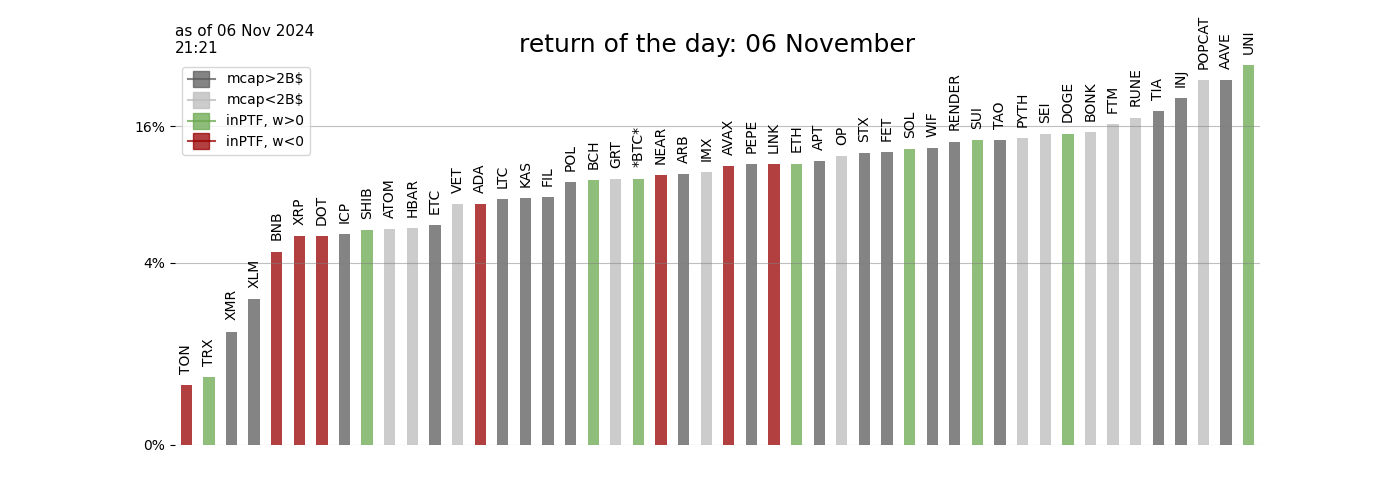 as of 06 Nov 2024
21:21
return of the day: 06 November
mcap>2B$
mcap<2B$
inPTF, w>0
inPTF, w<0
16%
4%
0%
TON
TRX
XMR
XLM
BNB
XRP
DOT
ICP
SHIB
ATOM
HBAR
ETC
VET
ADA
LTC
KAS
FIL
POL
BCH
GRT
*BTC*
NEAR
ARB
IMX
AVAX
PEPE
LINK
ETH
APT
OP
STX
FET
SOL
WIF
RENDER
SUI
TAO
PYTH
SEI
DOGE
BONK
FTM
RUNE
TIA
INJ
POPCAT
AAVE
UNI